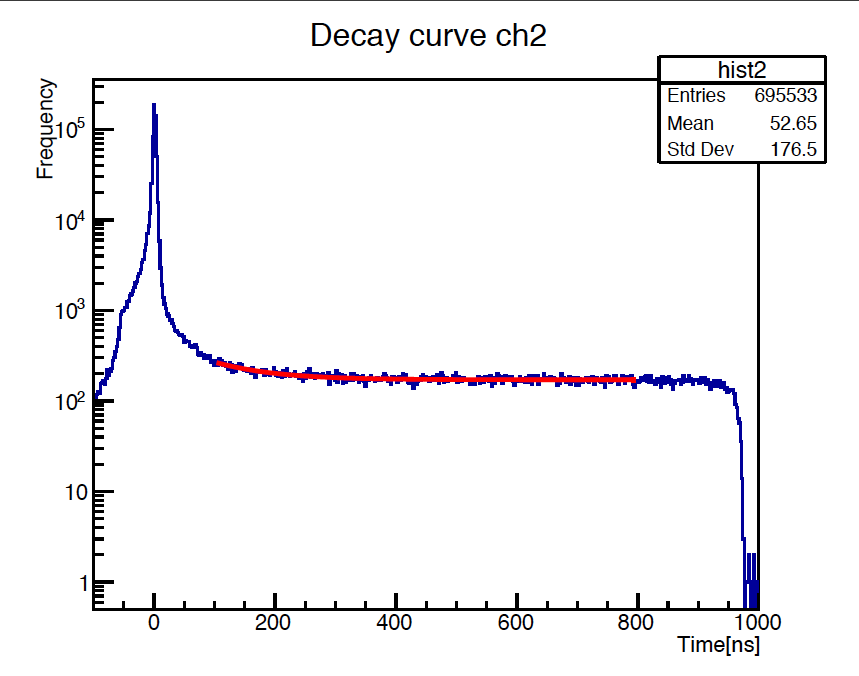 Decay curve ch2
hist2
Entries 695533
Mean 52.65
Std Dev 176.5
Frequency
10^5
10^4
10^3
10^2
10
1
0 200 400 600 800 1000
Time[ns]